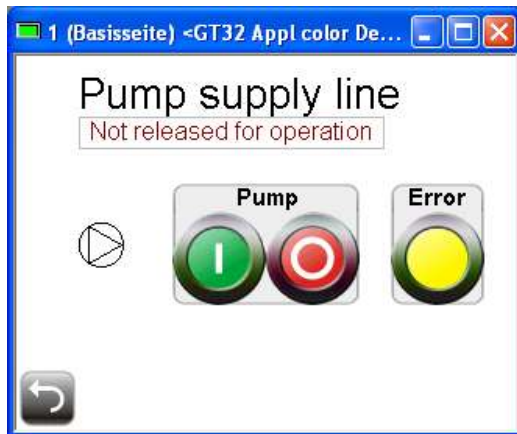 1 (Basisseite) <GT32 Appl color De...
Pump supply line
Not released for operation
Pump
Error